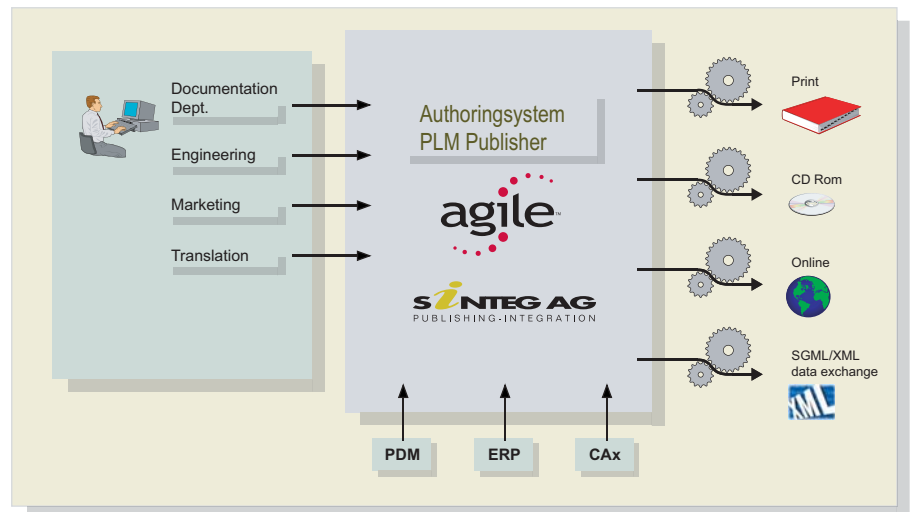 Documentation
Dept.
Engineering
Marketing
Translation
Authoringsystem
PLM Publisher
agile™
SiNTEG AG
PUBLISHING-INTEGRATION
Print
CD Rom
Online
SGML/XML
data exchange
XML
PDM
ERP
CAx